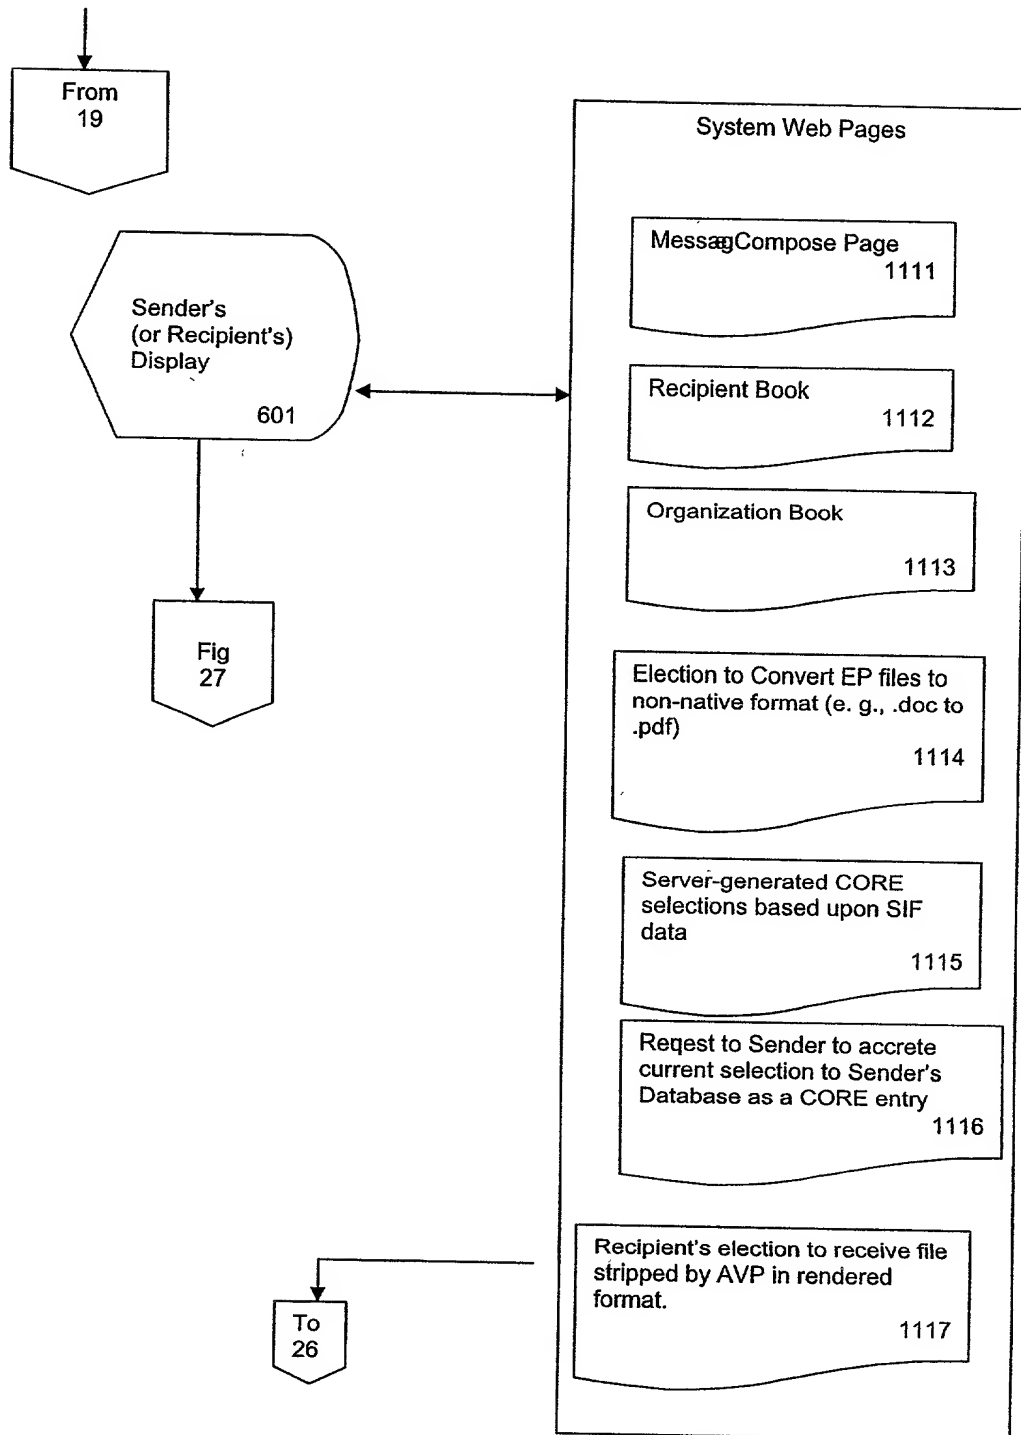 From
19
System Web Pages
MessagCompose Page
1111
Sender's
(or Recipient's)
Display
601
Recipient Book
1112
Organization Book
1113
Fig
27
Election to Convert EP files to
non-native format (e. g., .doc to
.pdf)
1114
Server-generated CORE
selections based upon SIF
data
1115
Reqest to Sender to accrete
current selection to Sender's
Database as a CORE entry
1116
Recipient's election to receive file
stripped by AVP in rendered
format.
1117
To
26